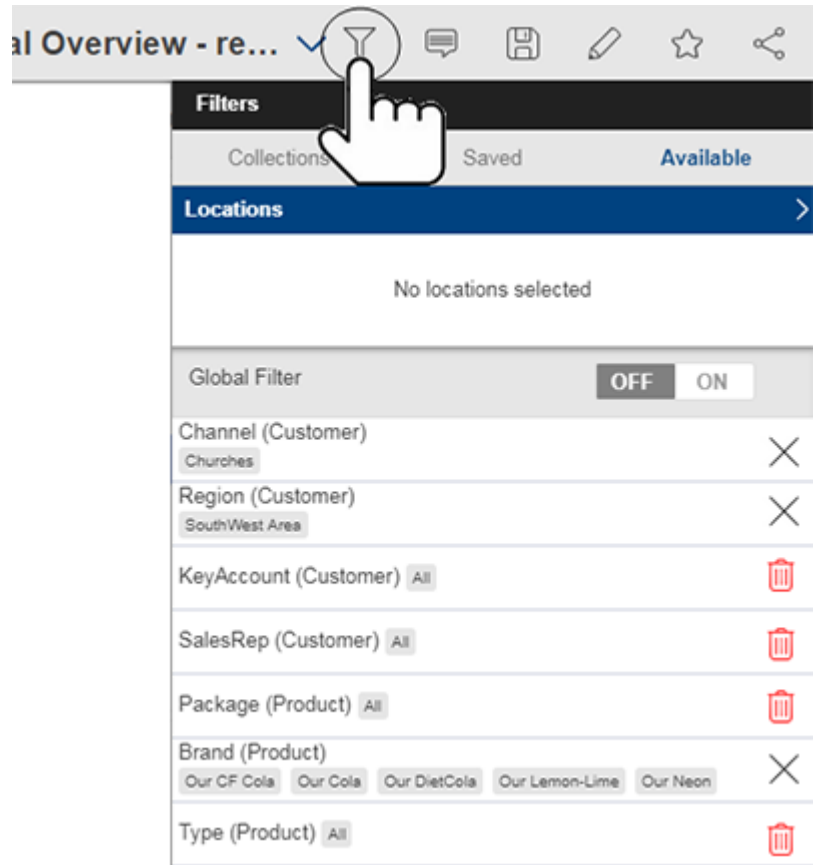 al Overview - re...
Filters
Collections Saved Available
Locations
No locations selected
Global Filter OFF ON
Channel (Customer)
Churches
Region (Customer)
SouthWest Area
KeyAccount (Customer) All
SalesRep (Customer) All
Package (Product) All
Brand (Product)
Our CF Cola Our Cola Our DietCola Our Lemon-Lime Our Neon
Type (Product) All